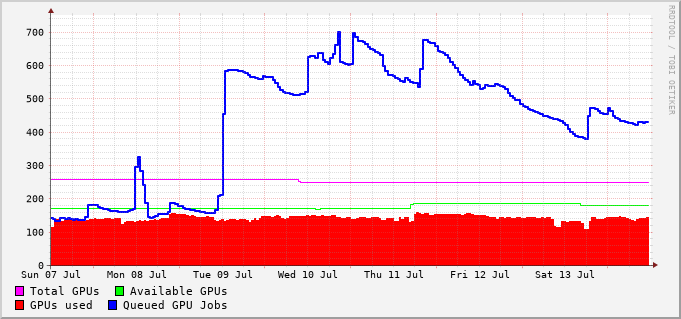 RRDTOOL / TOBI OETIKER
700
600
500
400
300
200
100
0
Sun 07 Jul Mon 08 Jul Tue 09 Jul Wed 10 Jul Thu 11 Jul Fri 12 Jul Sat 13 Jul
Total GPUs Available GPUs
GPUs used Queued GPU Jobs